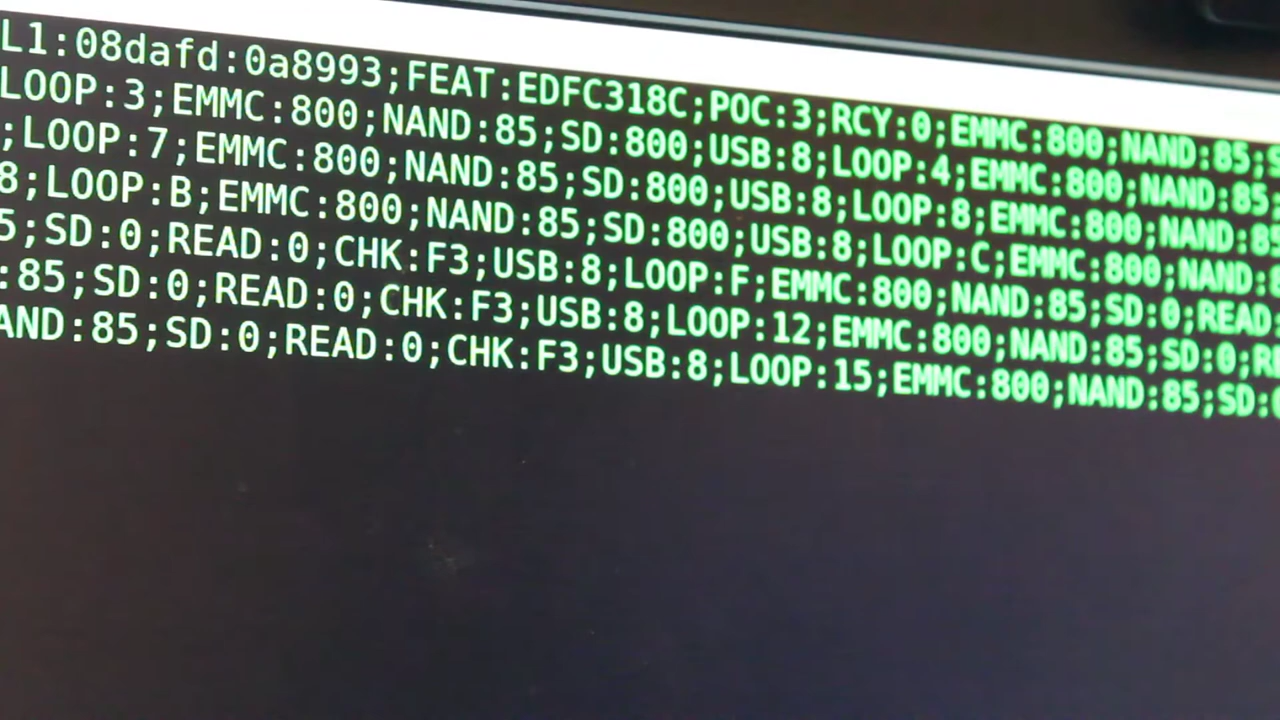 L1:08dafd:0a8993;FEAT:EDFC318C;POC:3;RCY:0;EMMC:800;NAND:85;S
LOOP:3;EMMC:800;NAND:85;SD:800;USB:8;LOOP:4;EMMC:800;NAND:85;
;LOOP:7;EMMC:800;NAND:85;SD:800;USB:8;LOOP:8;EMMC:800;NAND:85
8;LOOP:B;EMMC:800;NAND:85;SD:800;USB:8;LOOP:C;EMMC:800;NAND:8
5;SD:0;READ:0;CHK:F3;USB:8;LOOP:F;EMMC:800;NAND:85;SD:0;READ:
:85;SD:0;READ:0;CHK:F3;USB:8;LOOP:12;EMMC:800;NAND:85;SD:0;RE
AND:85;SD:0;READ:0;CHK:F3;USB:8;LOOP:15;EMMC:800;NAND:85;SD:0